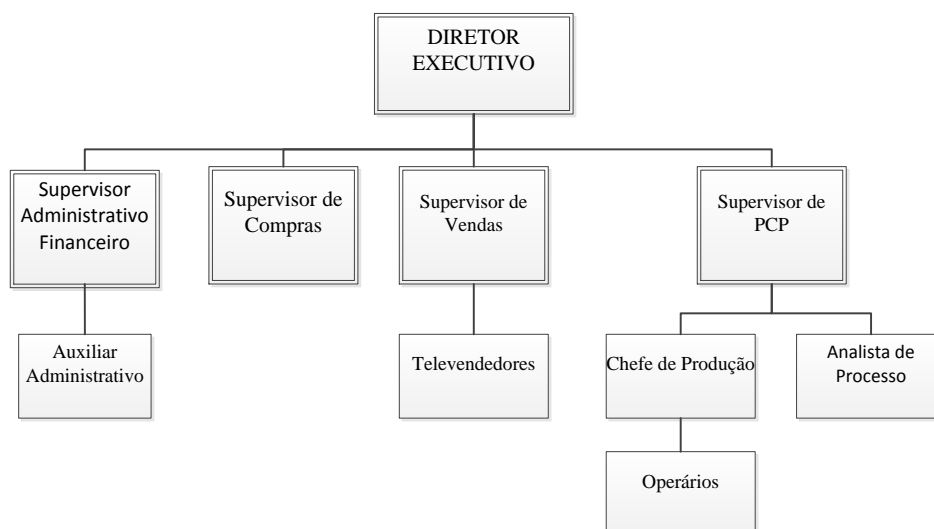 DIRETOR
EXECUTIVO
Supervisor
Administrativo
Financeiro
Supervisor de
Compras
Supervisor de
Vendas
Supervisor de
PCP
Auxiliar
Administrativo
Televendedores
Chefe de Produção
Analista de
Processo
Operários